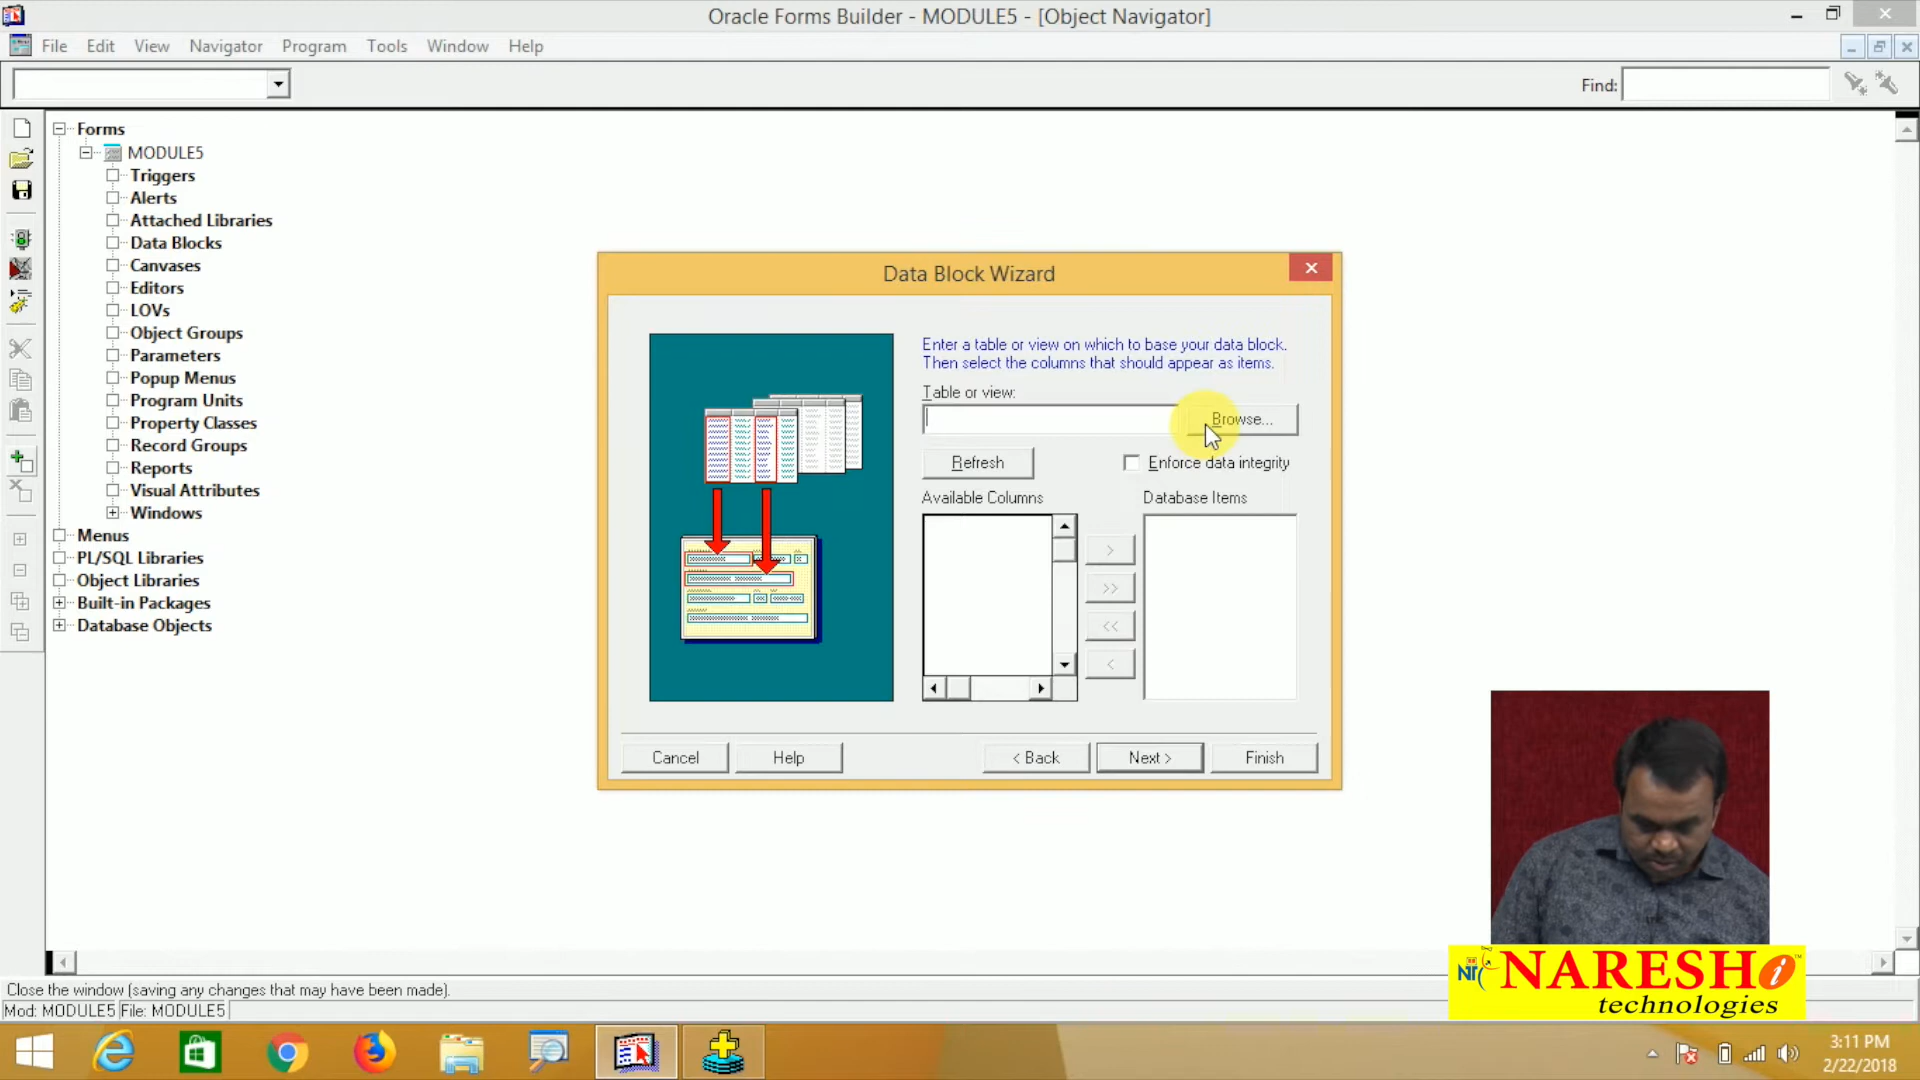 Oracle Forms Builder - MODULE5 - [Object Navigator]
File Edit View Navigator Program Tools Window Help
Find:
Forms
MODULE5
Triggers
Alerts
Attached Libraries
Data Blocks
Canvases
Editors
LOVs
Object Groups
Parameters
Popup Menus
Program Units
Property Classes
Record Groups
Reports
Visual Attributes
Windows
Menus
PL/SQL Libraries
Object Libraries
Built-in Packages
Database Objects
Data Block Wizard
Enter a table or view on which to base your data block.
Then select the columns that should appear as items.
Table or view:
Browse...
Refresh
Enforce data integrity
Available Columns
Database Items
>
>>
<<
<
Cancel
Help
< Back
Next >
Finish
Close the window (saving any changes that may have been made).
Mod: MODULE5 File: MODULE5
NARESH i
technologies
3:11 PM
2/22/2018